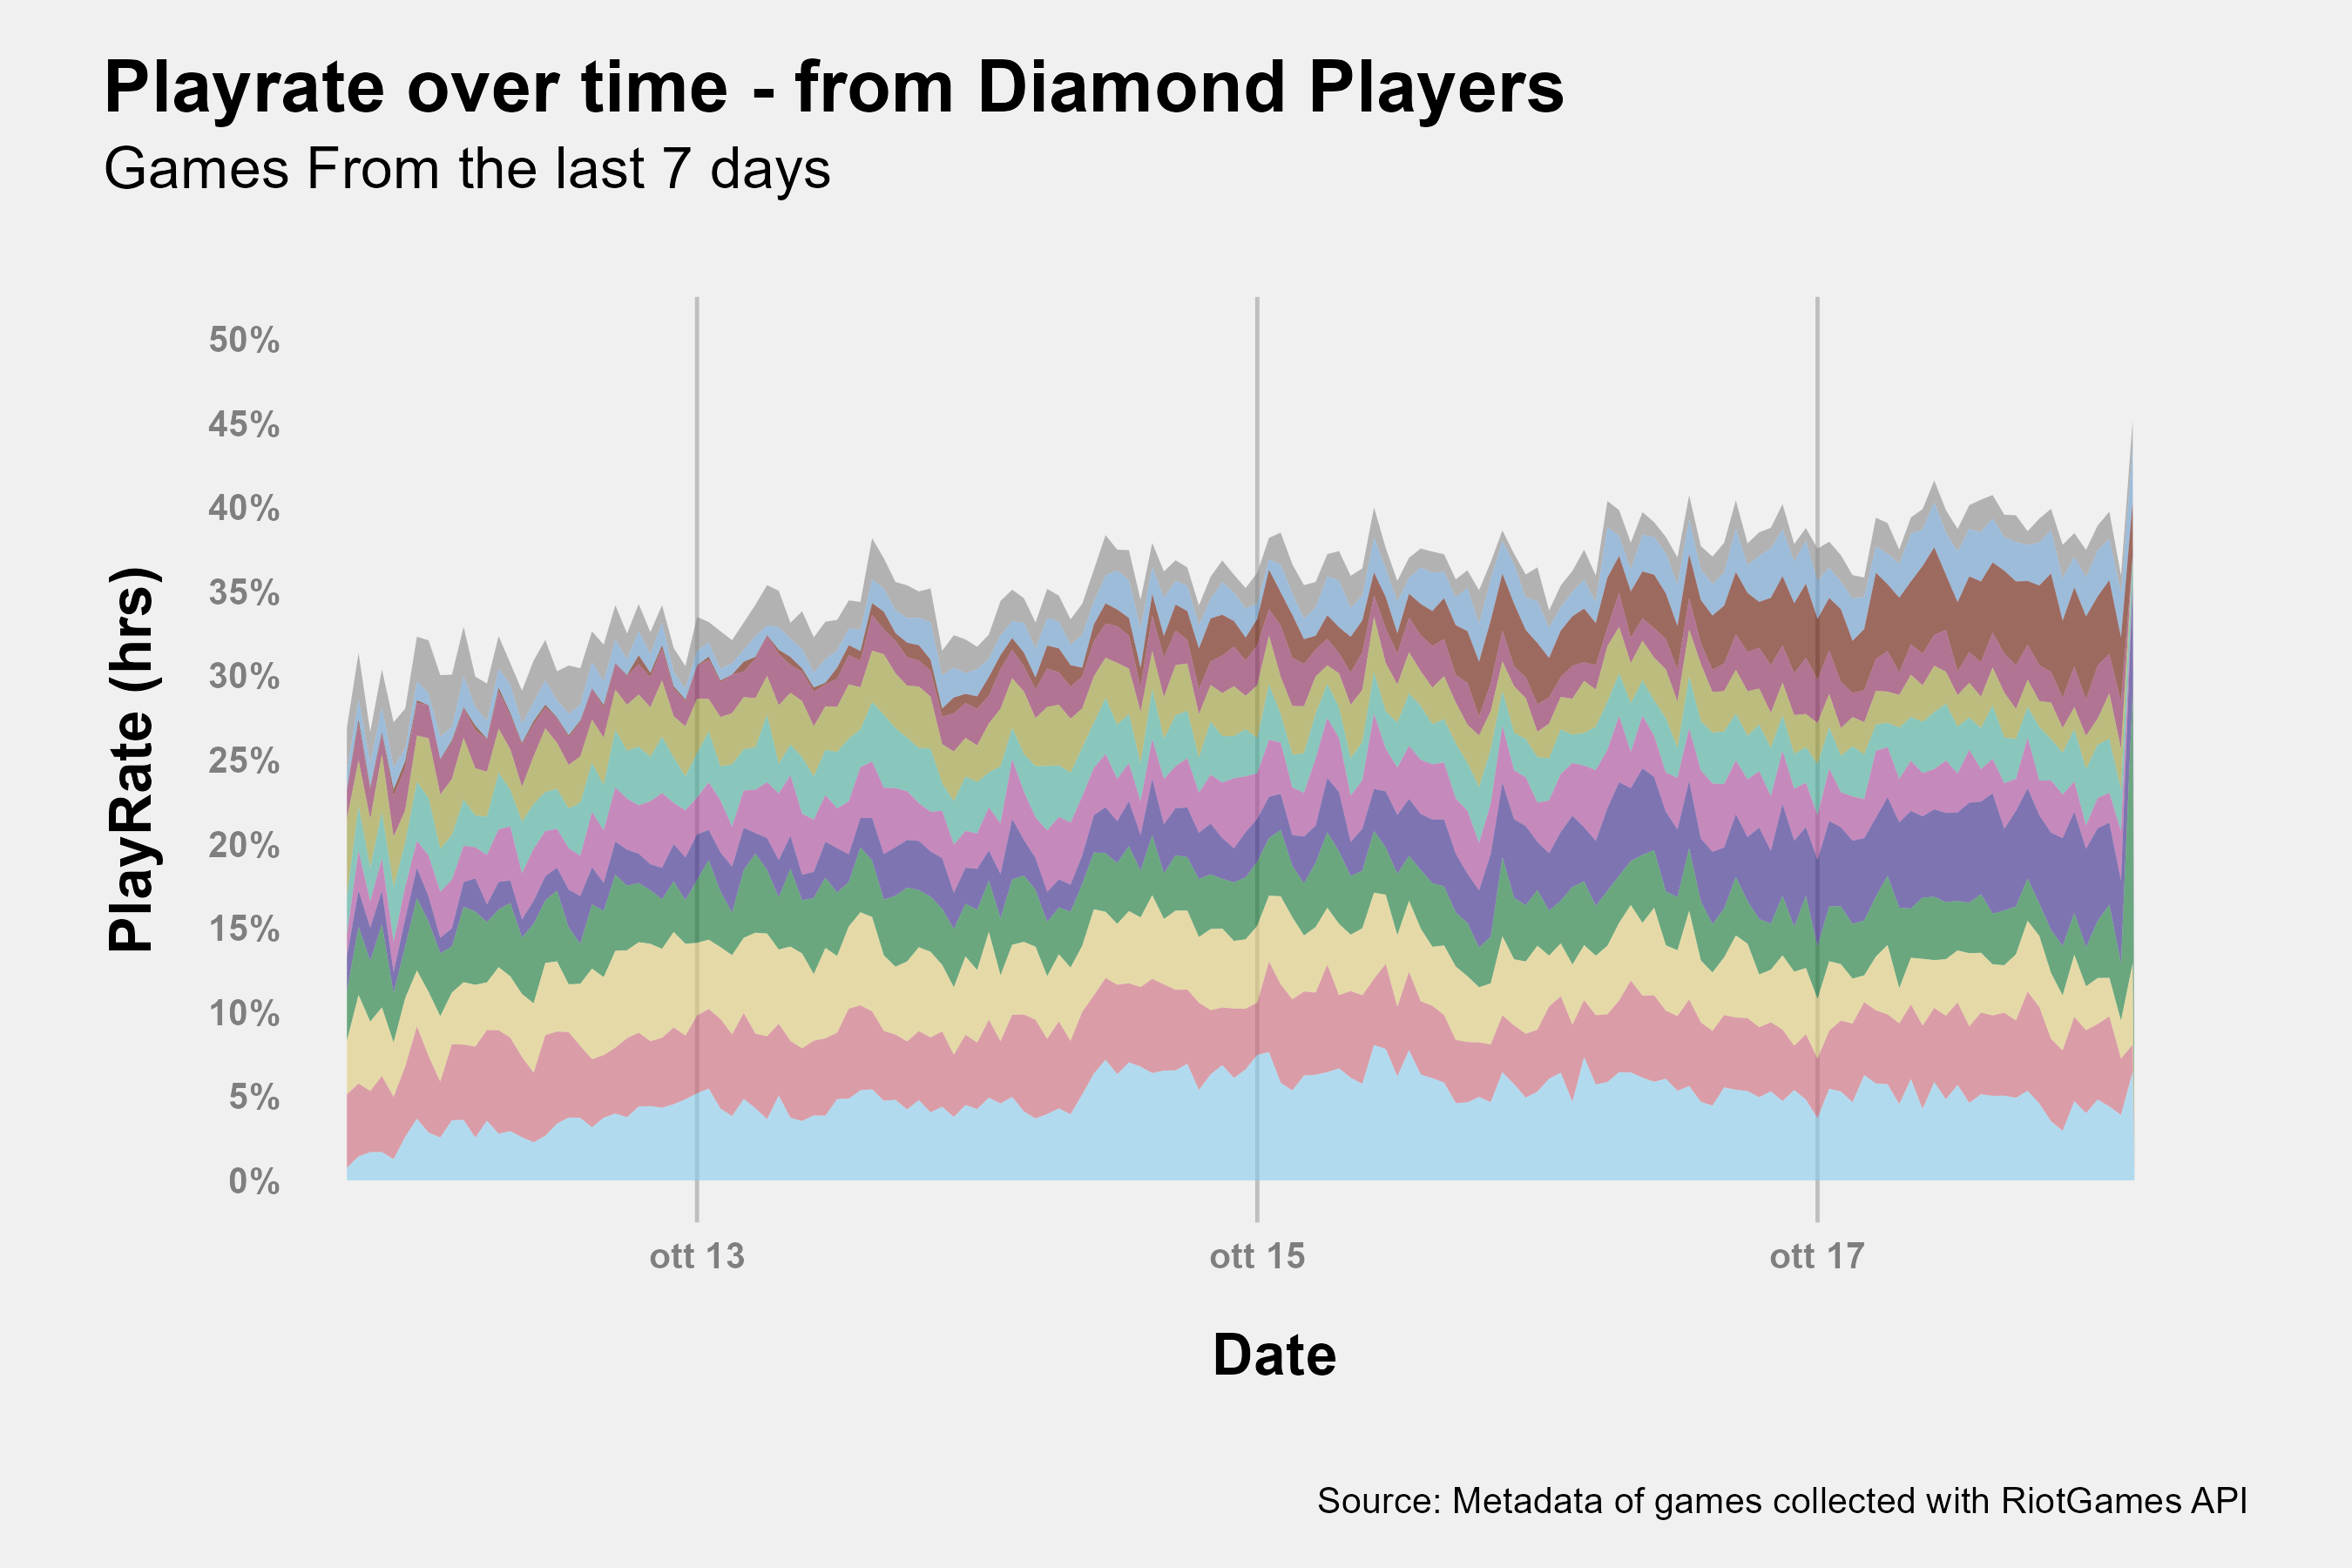 Playrate over time - from Diamond Players
Games From the last 7 days
50%
45%
40%
35%
30%
25%
20%
15%
10%
5%
0%
PlayRate (hrs)
ott 13
ott 15
ott 17
Date
Source: Metadata of games collected with RiotGames API